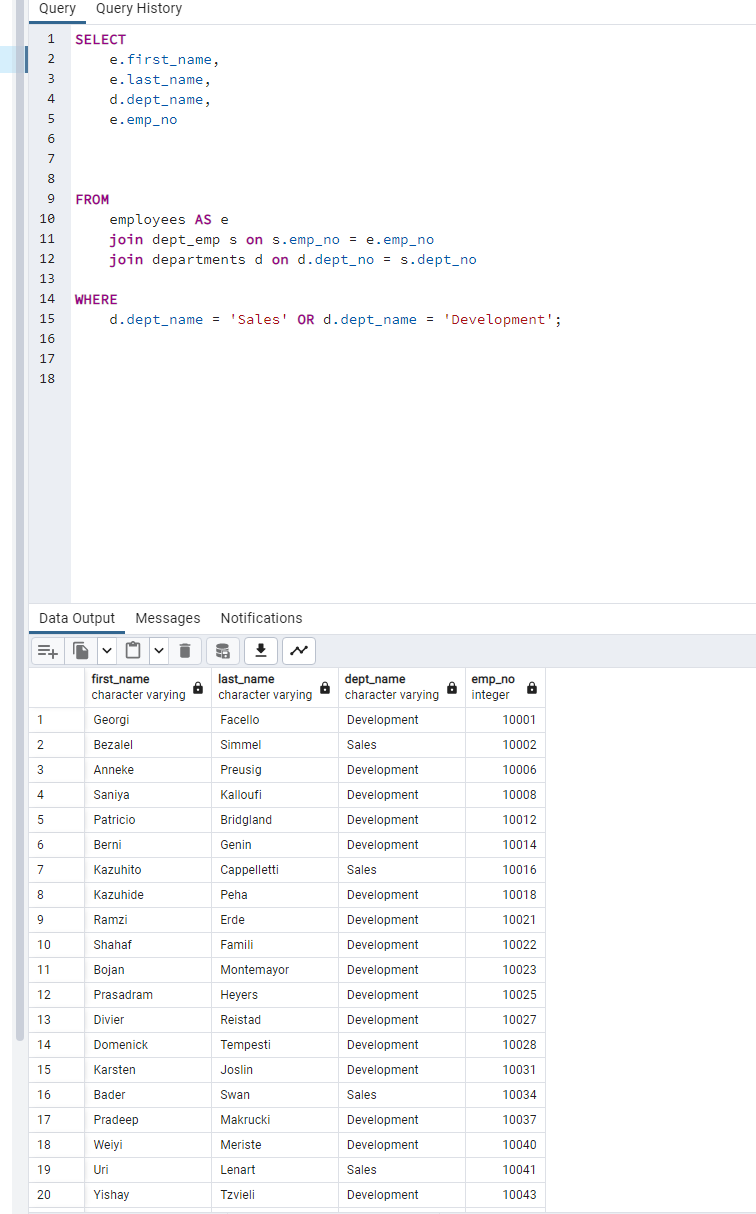 Query Query History
1 SELECT
2 e.first_name,
3 e.last_name,
4 d.dept_name,
5 e.emp_no
6
7
8
9 FROM
10 employees AS e
11 join dept_emp s on s.emp_no = e.emp_no
12 join departments d on d.dept_no = s.dept_no
13
14 WHERE
15 d.dept_name = 'Sales' OR d.dept_name = 'Development';
16
17
18
Data Output Messages Notifications
first_name last_name dept_name emp_no
character varying character varying character varying integer
1 Georgi Facello Development 10001
2 Bezalel Simmel Sales 10002
3 Anneke Preusig Development 10006
4 Saniya Kalloufi Development 10008
5 Patricio Bridgland Development 10012
6 Berni Genin Development 10014
7 Kazuhito Cappelletti Sales 10016
8 Kazuhide Peha Development 10018
9 Ramzi Erde Development 10021
10 Shahaf Famili Development 10022
11 Bojan Montemayor Development 10023
12 Prasadram Heyers Development 10025
13 Divier Reistad Development 10027
14 Domenick Tempesti Development 10028
15 Karsten Joslin Development 10031
16 Bader Swan Sales 10034
17 Pradeep Makrucki Development 10037
18 Weiyi Meriste Development 10040
19 Uri Lenart Sales 10041
20 Yishay Tzvieli Development 10043